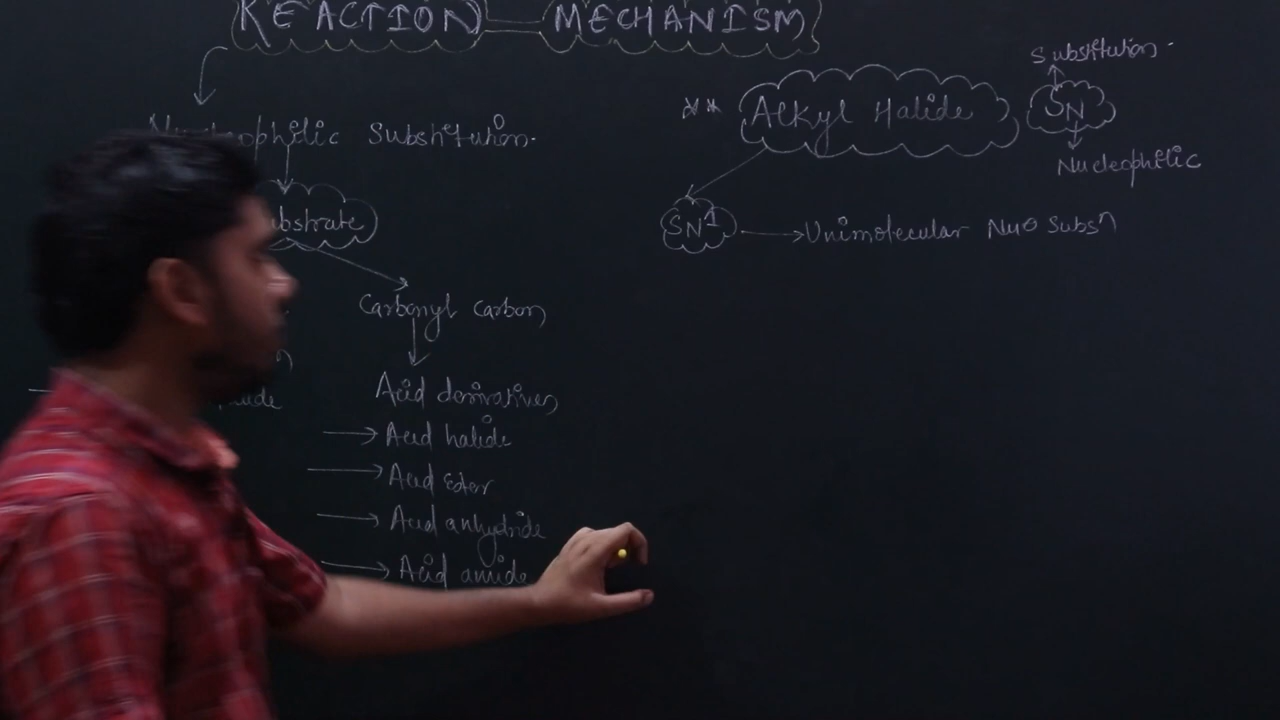 REACTION MECHANISM
Nucleophilic Substitution.
Substrate
Carbonyl Carbon
Acid derivatives
→ Acid halide
→ Acid Ester
→ Acid anhydride
→ Acid amide
** Alkyl Halide
Substitution.
SN
Nucleophilic
SN1 → Unimolecular Nu⊖ Subsn